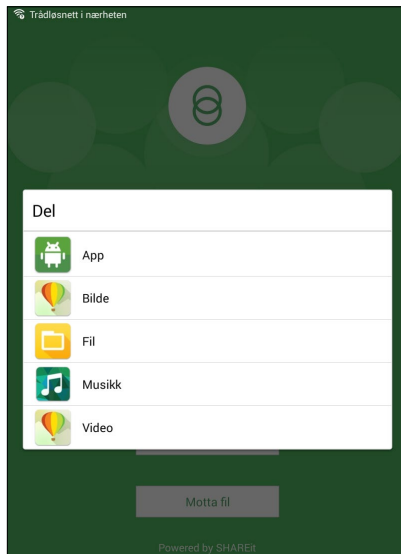 Trådløsnett i nærheten
Del
App
Bilde
Fil
Musikk
Video
Motta fil
Powered by SHAREit